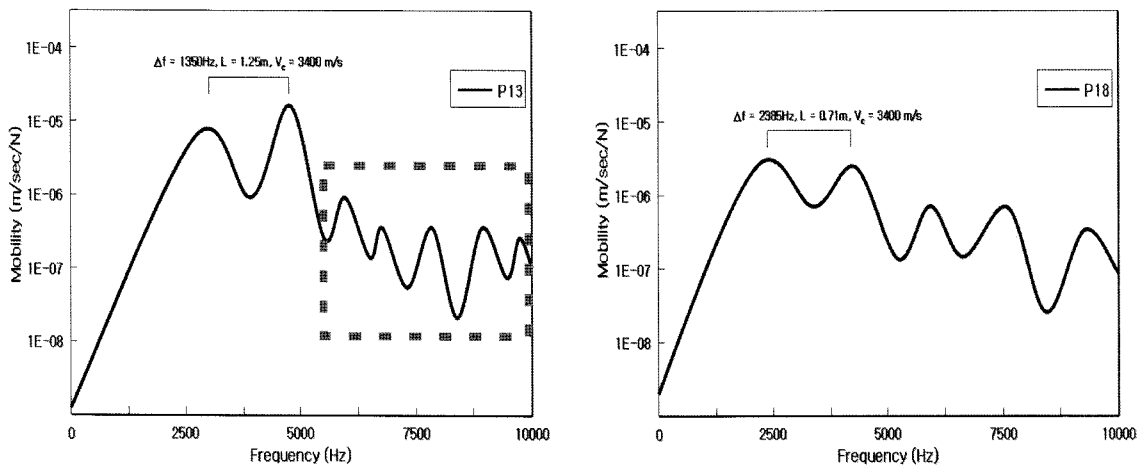 Mobility (m/sec/N)
1E-04
1E-05
1E-06
1E-07
1E-08
Δf = 1350Hz, L = 1.25m, V_c = 3400 m/s
P13
0 2500 5000 7500 10000
Frequency (Hz)
Mobility (m/sec/N)
1E-04
1E-05
1E-06
1E-07
1E-08
Δf = 2385Hz, L = 0.71m, V_c = 3400 m/s
P18
0 2500 5000 7500 10000
Frequency (Hz)